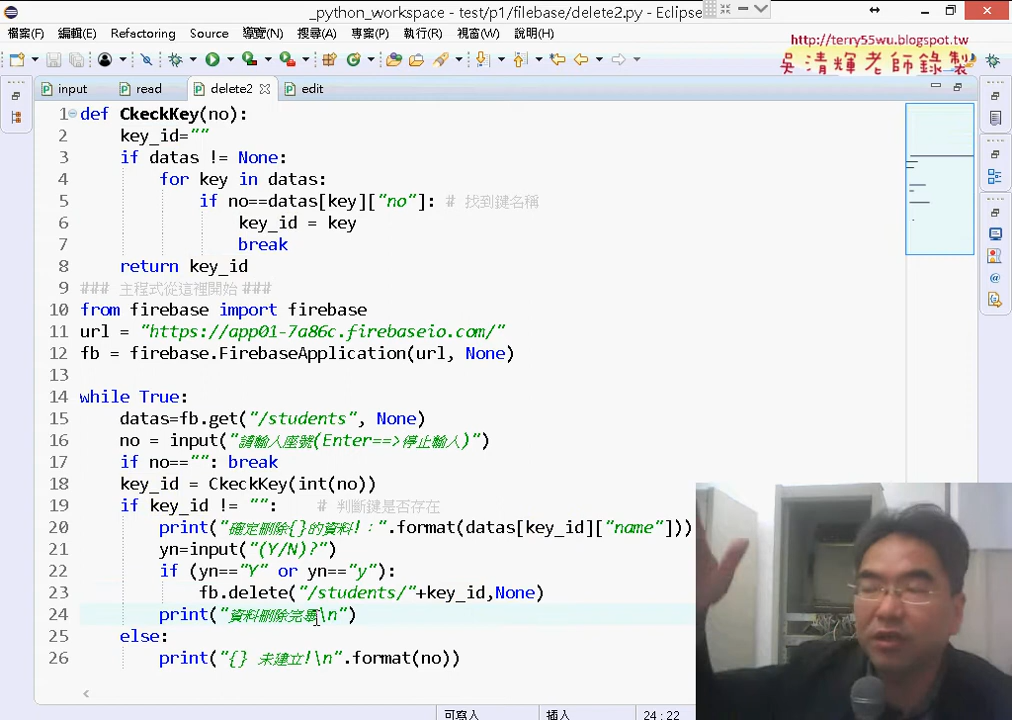 _python_workspace - test/p1/filebase/delete2.py - Eclipse
檔案(F) 編輯(E) Refactoring Source 導覽(N) 搜尋(A) 專案(P) 執行(R) 視窗(W) 說明(H)
http://terry55wu.blogspot.tw
吳清輝老師錄製
input read delete2 edit
1 def CkeckKey(no):
2 key_id=""
3 if datas != None:
4 for key in datas:
5 if no==datas[key]["no"]: # 找到鍵名稱
6 key_id = key
7 break
8 return key_id
9 ### 主程式從這裡開始 ###
10 from firebase import firebase
11 url = "https://app01-7a86c.firebaseio.com/"
12 fb = firebase.FirebaseApplication(url, None)
13
14 while True:
15 datas=fb.get("/students", None)
16 no = input("請輸入座號(Enter==>停止輸入)")
17 if no=="": break
18 key_id = CkeckKey(int(no))
19 if key_id != "": # 判斷鍵是否存在
20 print("確定刪除{}的資料!：".format(datas[key_id]["name"]))
21 yn=input("(Y/N)?")
22 if (yn=="Y" or yn=="y"):
23 fb.delete("/students/"+key_id,None)
24 print("資料刪除完畢\n")
25 else:
26 print("{} 未建立!\n".format(no))
可寫入 插入 24 : 22